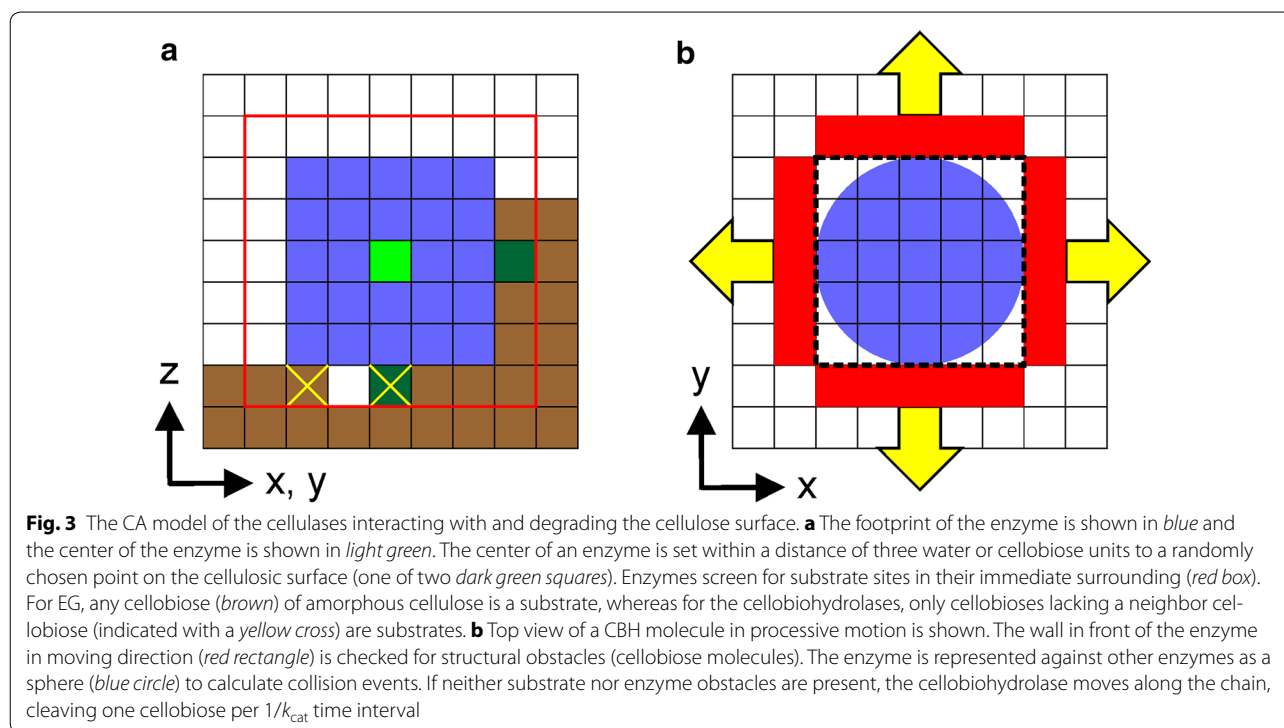 a
b
z
x, y
y
x
Fig. 3 The CA model of the cellulases interacting with and degrading the cellulose surface. a The footprint of the enzyme is shown in blue and
the center of the enzyme is shown in light green. The center of an enzyme is set within a distance of three water or cellobiose units to a randomly
chosen point on the cellulosic surface (one of two dark green squares). Enzymes screen for substrate sites in their immediate surrounding (red box).
For EG, any cellobiose (brown) of amorphous cellulose is a substrate, whereas for the cellobiohydrolases, only cellobioses lacking a neighbor cel-
lobiose (indicated with a yellow cross) are substrates. b Top view of a CBH molecule in processive motion is shown. The wall in front of the enzyme
in moving direction (red rectangle) is checked for structural obstacles (cellobiose molecules). The enzyme is represented against other enzymes as a
sphere (blue circle) to calculate collision events. If neither substrate nor enzyme obstacles are present, the cellobiohydrolase moves along the chain,
cleaving one cellobiose per 1/kcat time interval